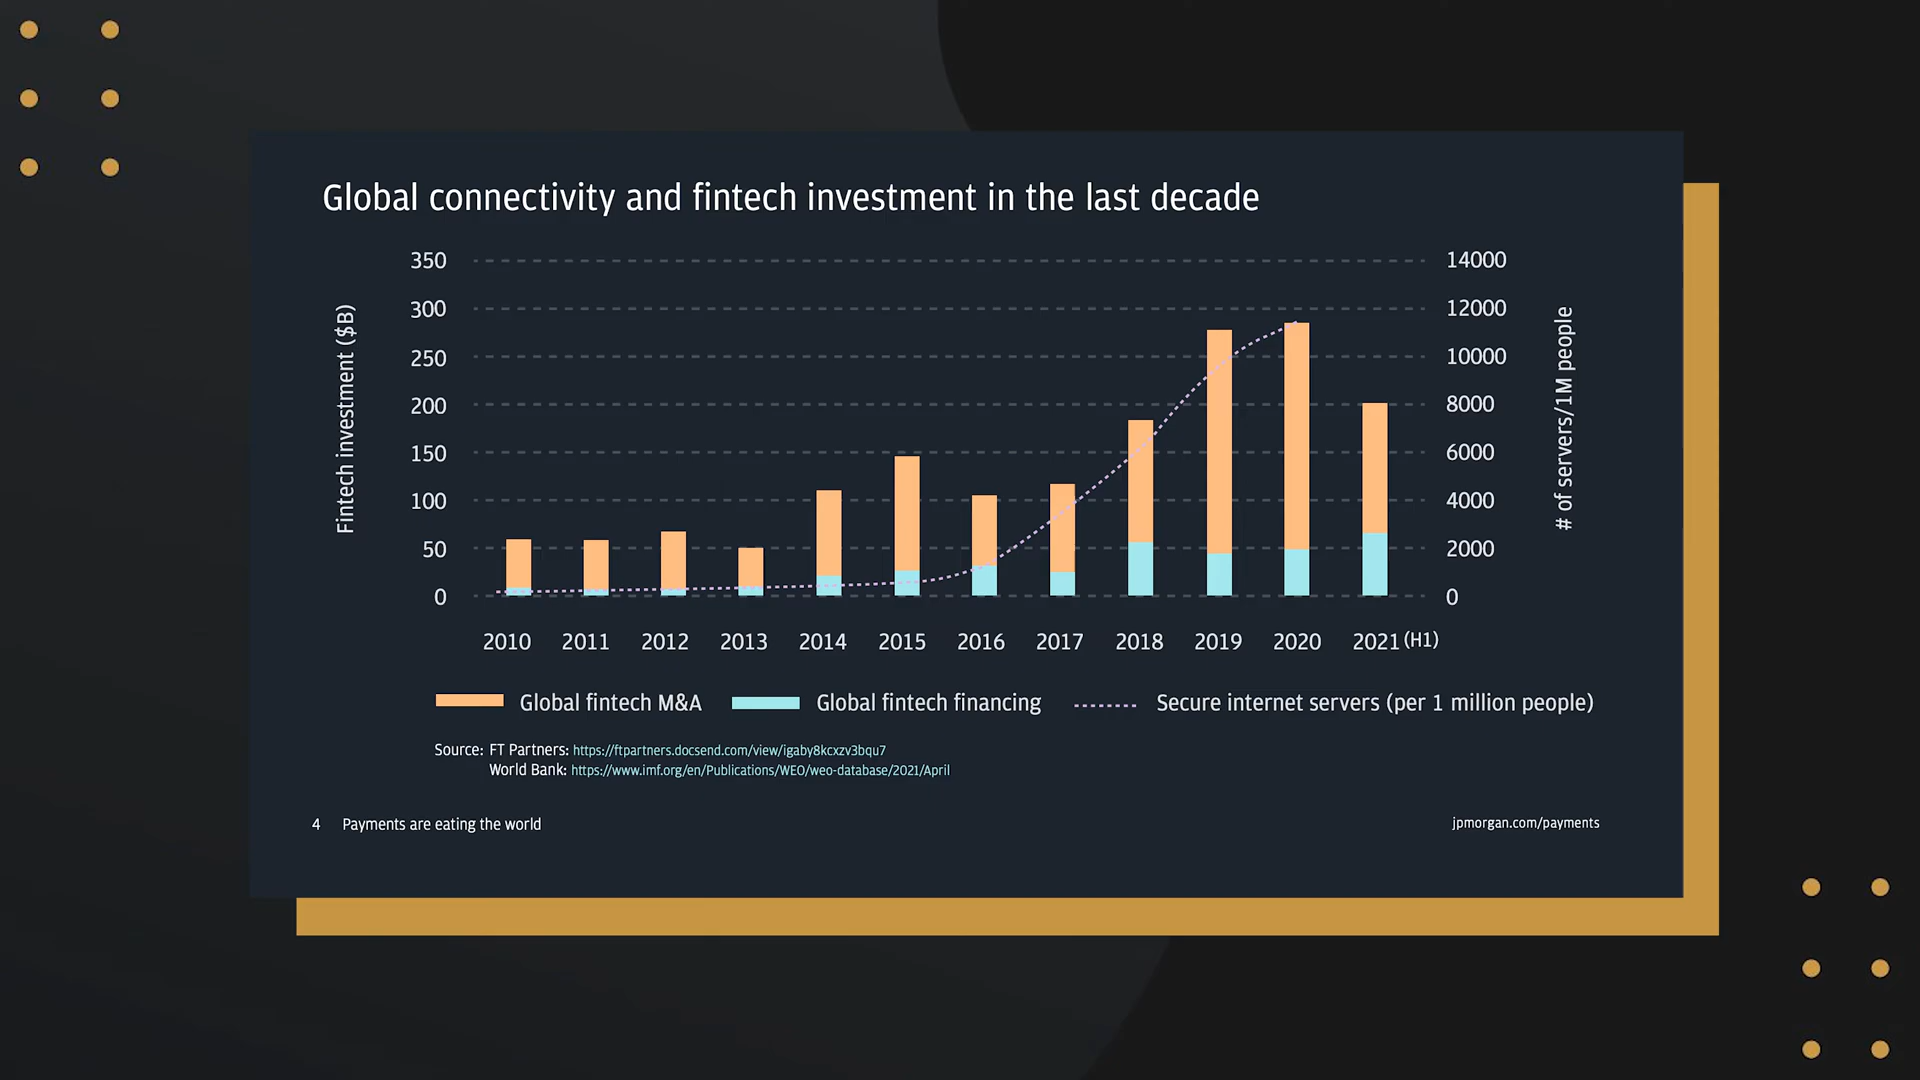 Global connectivity and fintech investment in the last decade
350
300
250
200
150
100
50
0
Fintech investment ($B)
14000
12000
10000
8000
6000
4000
2000
0
# of servers/1M people
2010 2011 2012 2013 2014 2015 2016 2017 2018 2019 2020 2021 (H1)
Global fintech M&A Global fintech financing Secure internet servers (per 1 million people)
Source: FT Partners: https://ftpartners.docsend.com/view/igaby8kcxzv3bqu7
World Bank: https://www.imf.org/en/Publications/WEO/weo-database/2021/April
4 Payments are eating the world jpmorgan.com/payments